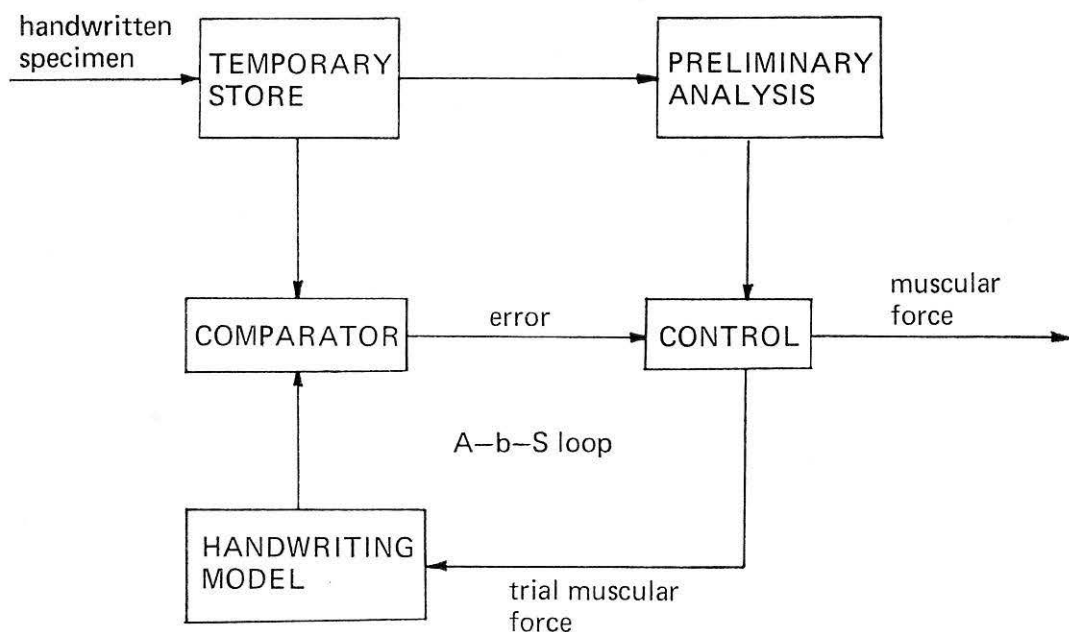 handwritten
specimen
TEMPORARY
STORE
PRELIMINARY
ANALYSIS
COMPARATOR
error
CONTROL
muscular
force
A–b–S loop
HANDWRITING
MODEL
trial muscular
force